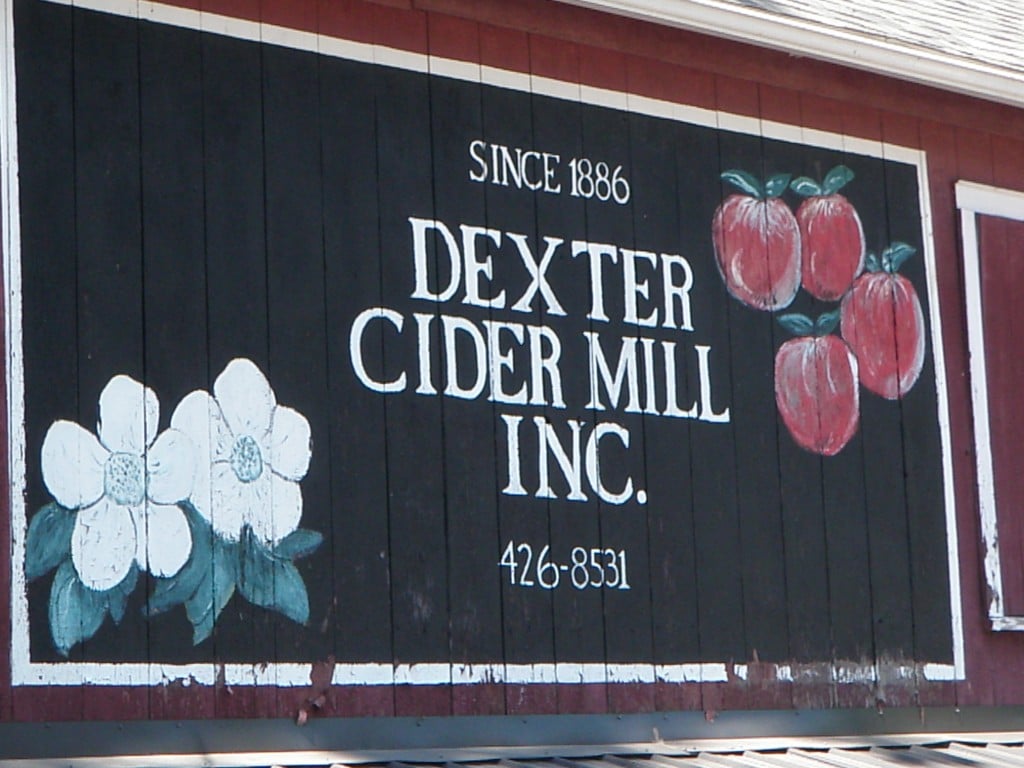 SINCE 1886
DEXTER
CIDER MILL
INC.
426-8531